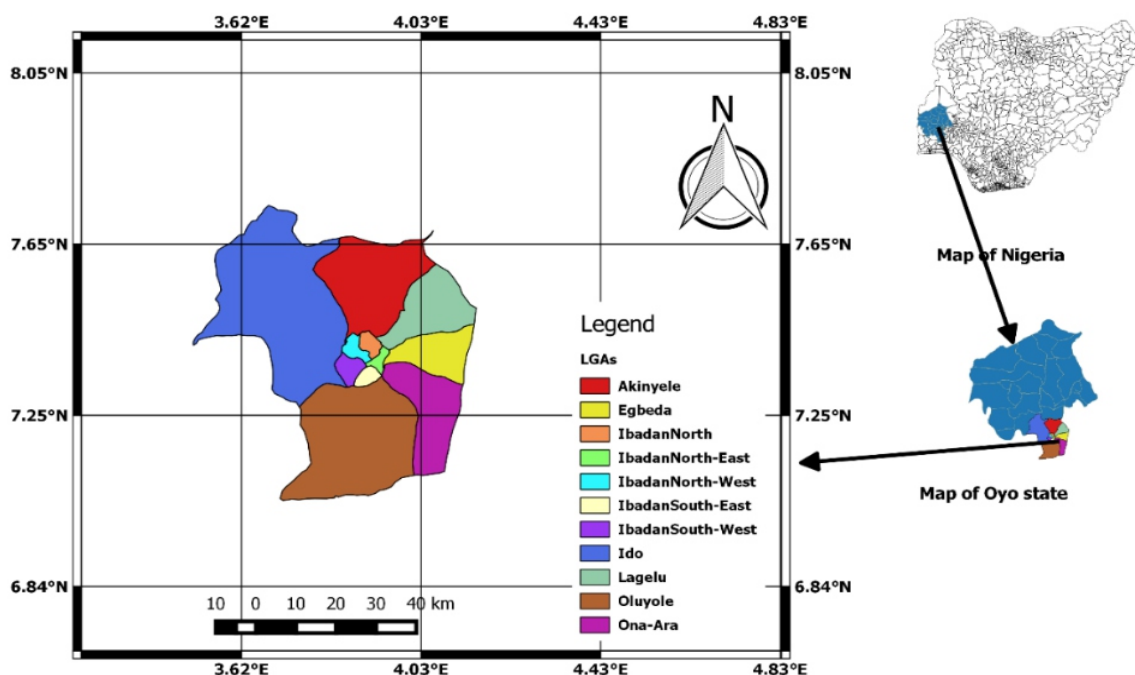 3.62°E 4.03°E 4.43°E 4.83°E
8.05°N 8.05°N
N
7.65°N 7.65°N
Map of Nigeria
Legend
LGAs
Akinyele
Egbeda
IbadanNorth
IbadanNorth-East
IbadanNorth-West
IbadanSouth-East
IbadanSouth-West
Ido
Lagelu
Oluyole
Ona-Ara
7.25°N 7.25°N
Map of Oyo state
6.84°N 6.84°N
10 0 10 20 30 40 km
3.62°E 4.03°E 4.43°E 4.83°E